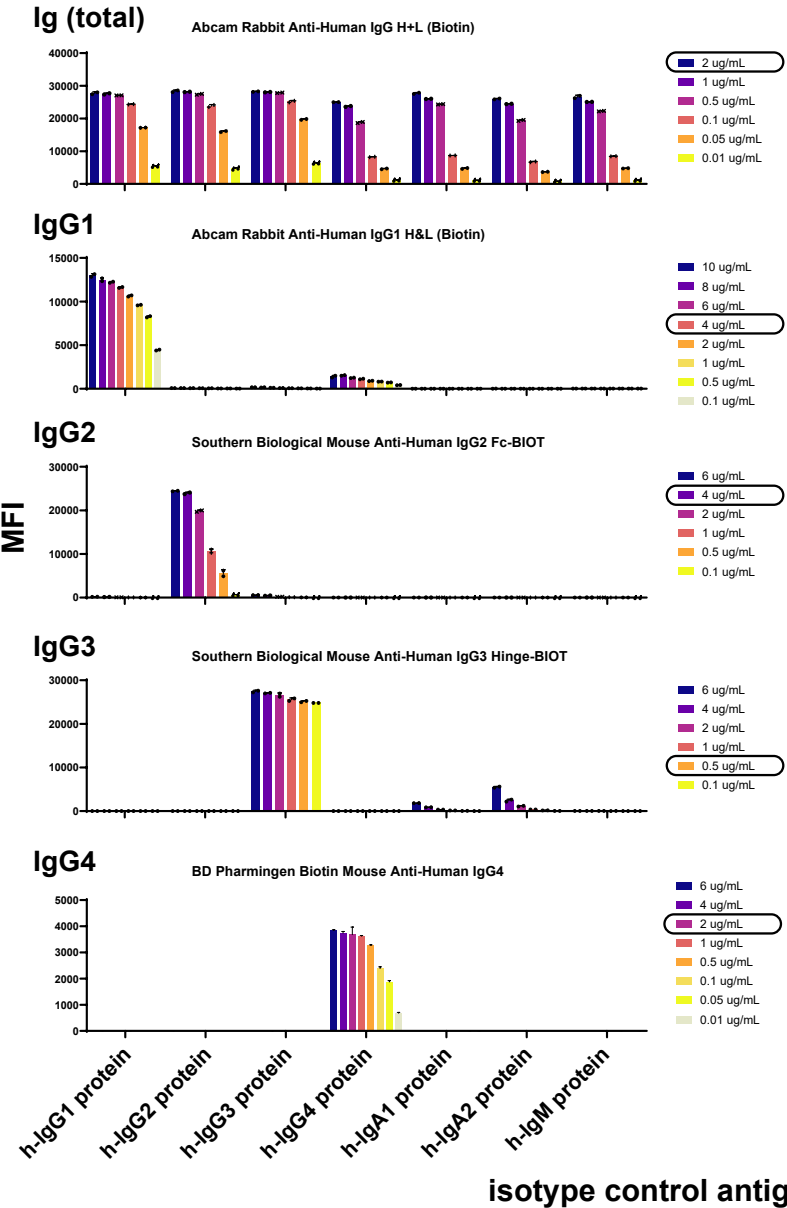 Ig (total)
Abcam Rabbit Anti-Human IgG H+L (Biotin)
40000
30000
20000
10000
0
2 ug/mL
1 ug/mL
0.5 ug/mL
0.1 ug/mL
0.05 ug/mL
0.01 ug/mL
IgG1
Abcam Rabbit Anti-Human IgG1 H&L (Biotin)
15000
10000
5000
0
10 ug/mL
8 ug/mL
6 ug/mL
4 ug/mL
2 ug/mL
1 ug/mL
0.5 ug/mL
0.1 ug/mL
IgG2
Southern Biological Mouse Anti-Human IgG2 Fc-BIOT
30000
20000
10000
0
6 ug/mL
4 ug/mL
2 ug/mL
1 ug/mL
0.5 ug/mL
0.1 ug/mL
MFI
IgG3
Southern Biological Mouse Anti-Human IgG3 Hinge-BIOT
30000
20000
10000
0
6 ug/mL
4 ug/mL
2 ug/mL
1 ug/mL
0.5 ug/mL
0.1 ug/mL
IgG4
BD Pharmingen Biotin Mouse Anti-Human IgG4
5000
4000
3000
2000
1000
0
6 ug/mL
4 ug/mL
2 ug/mL
1 ug/mL
0.5 ug/mL
0.1 ug/mL
0.05 ug/mL
0.01 ug/mL
h-IgG1 protein
h-IgG2 protein
h-IgG3 protein
h-IgG4 protein
h-IgA1 protein
h-IgA2 protein
h-IgM protein
isotype control antig